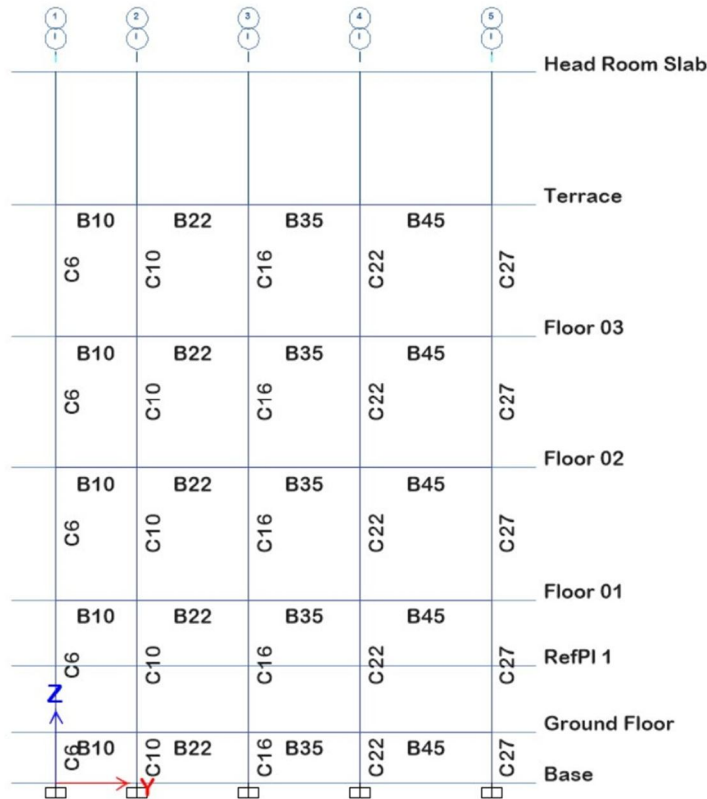 1 2 3 4 5
Head Room Slab
Terrace
B10 B22 B35 B45
C6 C10 C16 C22 C27
Floor 03
B10 B22 B35 B45
C6 C10 C16 C22 C27
Floor 02
B10 B22 B35 B45
C6 C10 C16 C22 C27
Floor 01
B10 B22 B35 B45
C6 C10 C16 C22 C27
RefPl 1
Z
Ground Floor
B10 B22 B35 B45
C6 C10 C16 C22 C27
Base
Y